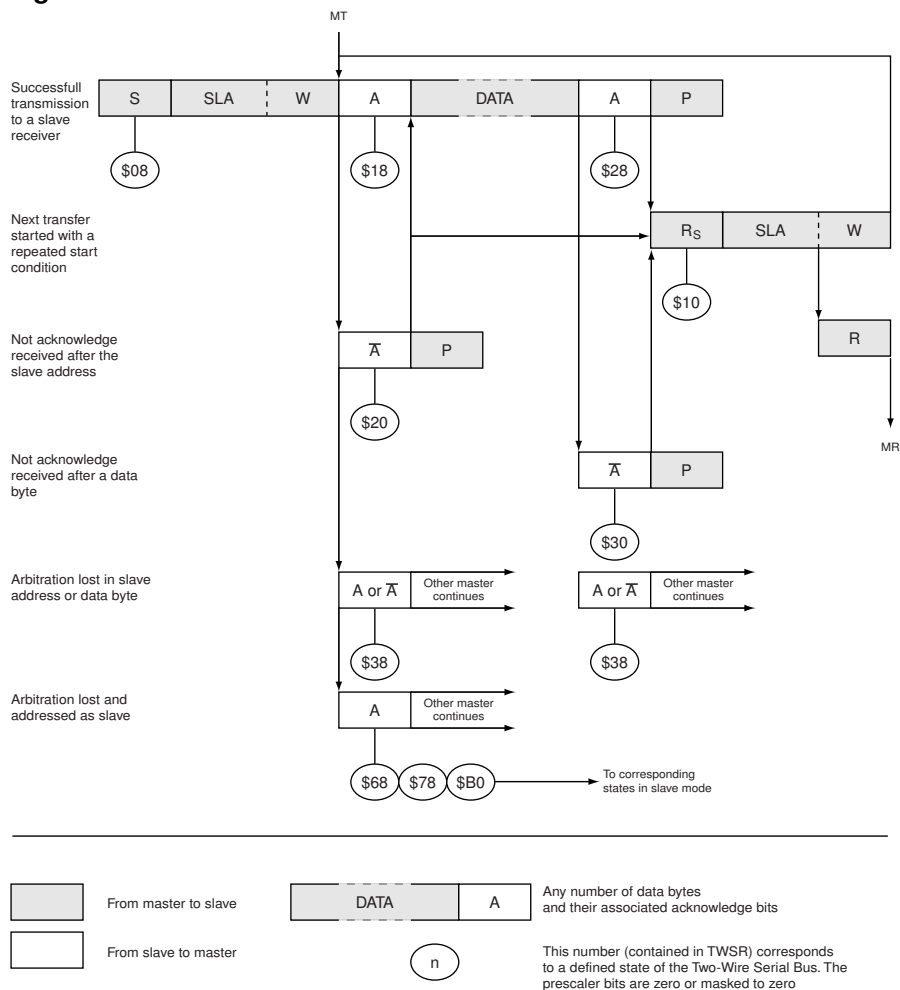 MT
Successfull
transmission
to a slave
receiver
S SLA W A DATA A P
$08 $18 $28
Next transfer
started with a
repeated start
condition
RS SLA W
$10
Not acknowledge
received after the
slave address
A̅ P
R
$20
MR
Not acknowledge
received after a data
byte
A̅ P
$30
Arbitration lost in slave
address or data byte
A or A̅ Other master
continues
A or A̅ Other master
continues
$38 $38
Arbitration lost and
addressed as slave
A Other master
continues
$68 $78 $B0
To corresponding
states in slave mode
From master to slave
DATA A
Any number of data bytes
and their associated acknowledge bits
From slave to master
n
This number (contained in TWSR) corresponds
to a defined state of the Two-Wire Serial Bus. The
prescaler bits are zero or masked to zero